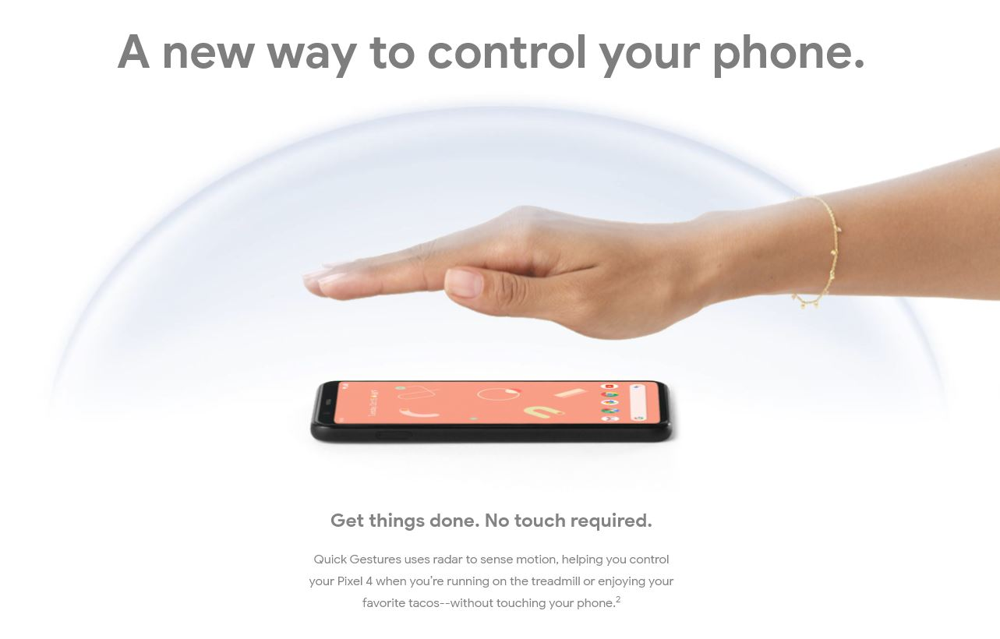 A new way to control your phone.
Get things done. No touch required.
Quick Gestures uses radar to sense motion, helping you control
your Pixel 4 when you’re running on the treadmill or enjoying your
favorite tacos--without touching your phone.2